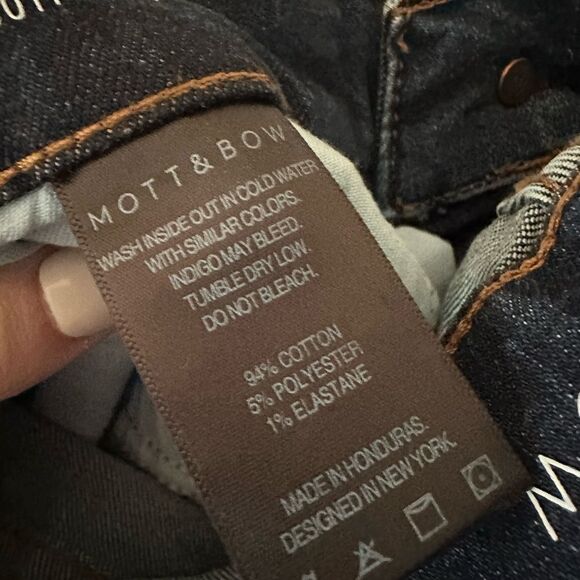 MOTT & BOW
WASH INSIDE OUT IN COLD WATER
WITH SIMILAR COLORS.
INDIGO MAY BLEED.
TUMBLE DRY LOW.
DO NOT BLEACH.
94% COTTON
5% POLYESTER
1% ELASTANE
MADE IN HONDURAS.
DESIGNED IN NEW YORK.